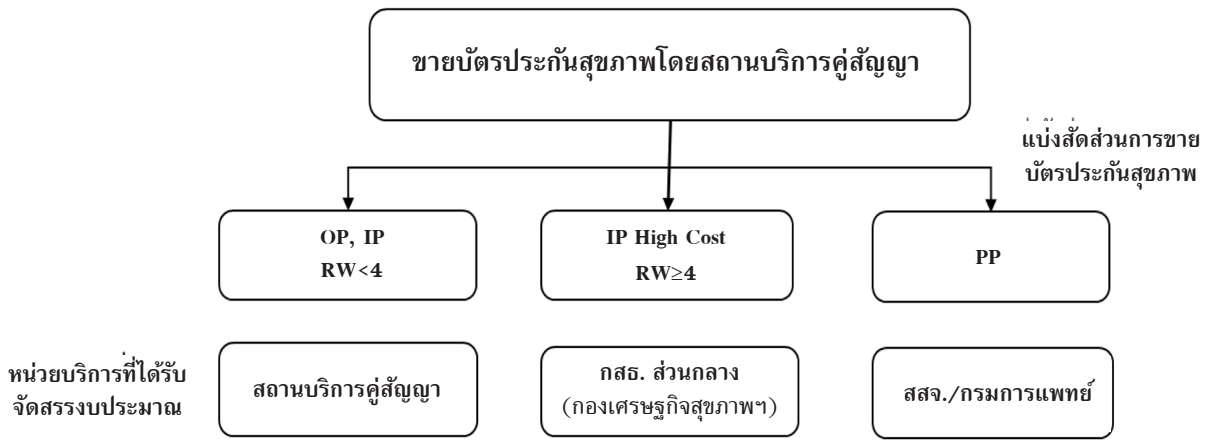 ขายบัตรประกันสุขภาพโดยสถานบริการคู่สัญญา
แบ่งสัดส่วนการขาย
บัตรประกันสุขภาพ
OP, IP
RW<4
IP High Cost
RW≥4
PP
หน่วยบริการที่ได้รับ
จัดสรรงบประมาณ
สถานบริการคู่สัญญา
กสธ. ส่วนกลาง
(กองเศรษฐกิจสุขภาพฯ)
สสจ./กรมการแพทย์